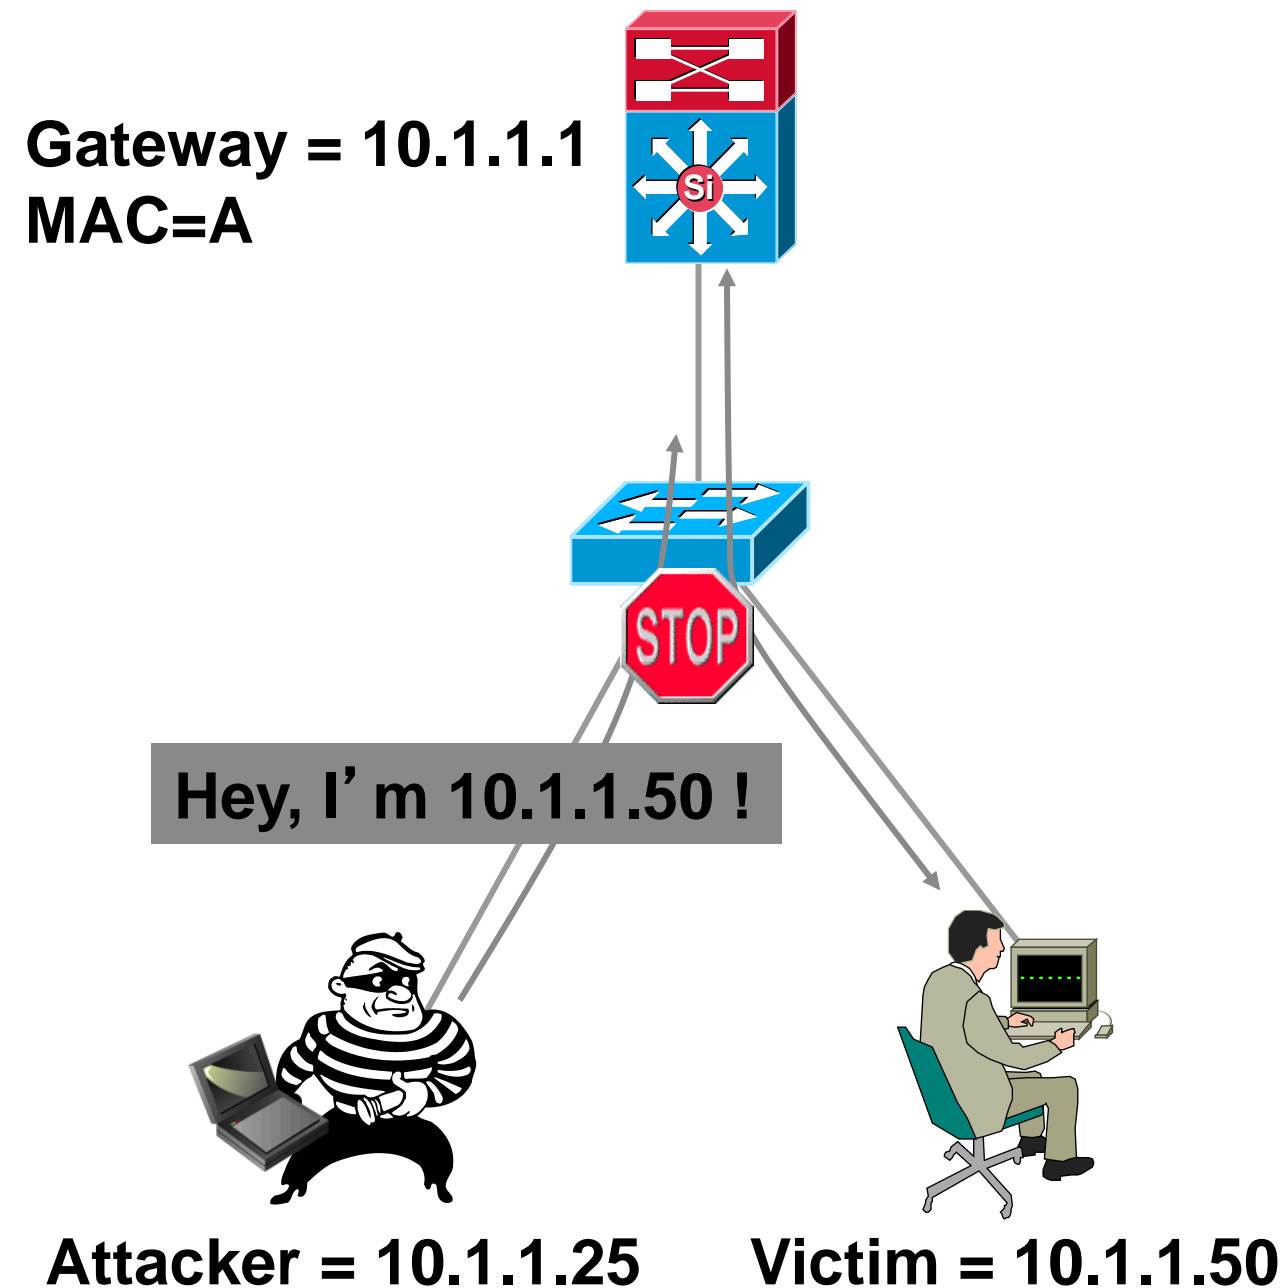 Gateway = 10.1.1.1
MAC=A
Si
STOP
Hey, I’m 10.1.1.50 !
Attacker = 10.1.1.25
Victim = 10.1.1.50